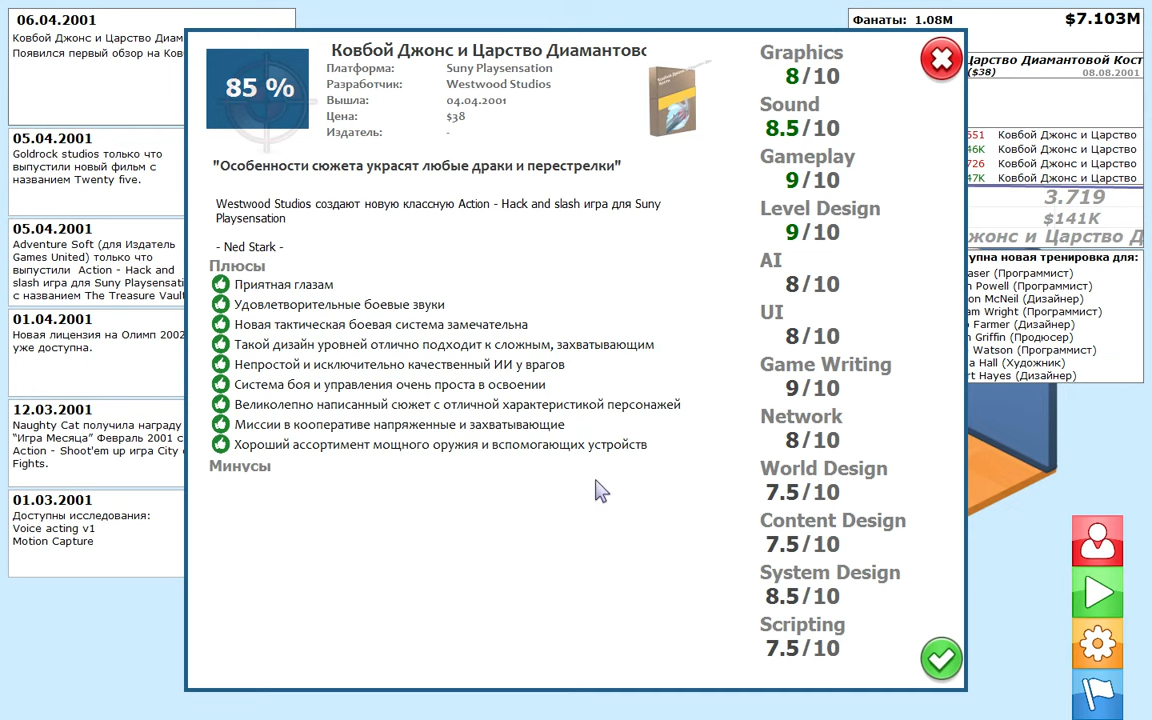 06.04.2001
Ковбой Джонс и Царство Диам
Появился первый обзор на Ков
05.04.2001
Goldrock studios только что
выпустили новый фильм с
названием Twenty five.
05.04.2001
Adventure Soft (для Издатель
Games United) только что
выпустили Action - Hack and
slash игра для Suny Playsensati
с названием The Treasure Vault
01.04.2001
Новая лицензия на Олимп 2002
уже доступна.
12.03.2001
Naughty Cat получила награду
"Игра Месяца" Февраль 2001 с
Action - Shoot'em up игра City o
Fights.
01.03.2001
Доступны исследования:
Voice acting v1
Motion Capture
85 %
Ковбой Джонс и Царство Диамантовс
Платформа: Suny Playsensation
Разработчик: Westwood Studios
Вышла: 04.04.2001
Цена: $38
Издатель: -
"Особенности сюжета украсят любые драки и перестрелки"
Westwood Studios создают новую классную Action - Hack and slash игра для Suny
Playsensation
- Ned Stark -
Плюсы
Приятная глазам
Удовлетворительные боевые звуки
Новая тактическая боевая система замечательна
Такой дизайн уровней отлично подходит к сложным, захватывающим
Непростой и исключительно качественный ИИ у врагов
Система боя и управления очень проста в освоении
Великолепно написанный сюжет с отличной характеристикой персонажей
Миссии в кооперативе напряженные и захватывающие
Хороший ассортимент мощного оружия и вспомогающих устройств
Минусы
Graphics
8/10
Sound
8.5/10
Gameplay
9/10
Level Design
9/10
AI
8/10
UI
8/10
Game Writing
9/10
Network
8/10
World Design
7.5/10
Content Design
7.5/10
System Design
8.5/10
Scripting
7.5/10
Фанаты: 1.08M $7.103M
Царство Диамантовой Кост
($38) 08.08.2001
551 Ковбой Джонс и Царство
46K Ковбой Джонс и Царство
726 Ковбой Джонс и Царство
47K Ковбой Джонс и Царство
3.719
$141K
жонс и Царство Д
упна новая тренировка для:
aser (Программист)
n Powell (Программист)
on McNeil (Дизайнер)
am Wright (Программист)
o Farmer (Дизайнер)
n Griffin (Продюсер)
Watson (Программист)
a Hall (Художник)
rt Hayes (Дизайнер)